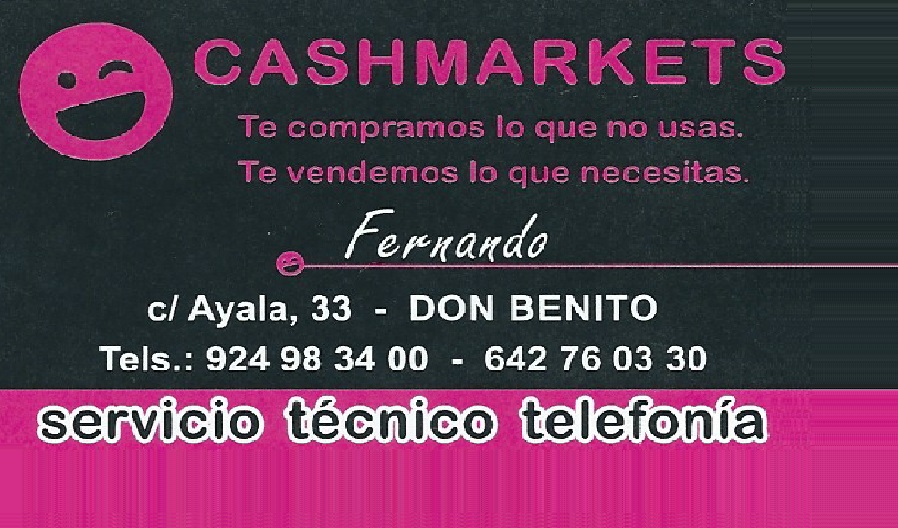 CASHMARKETS
Te compramos lo que no usas.
Te vendemos lo que necesitas.
Fernando
c/ Ayala, 33 - DON BENITO
Tels.: 924 98 34 00 - 642 76 03 30
servicio técnico telefonía